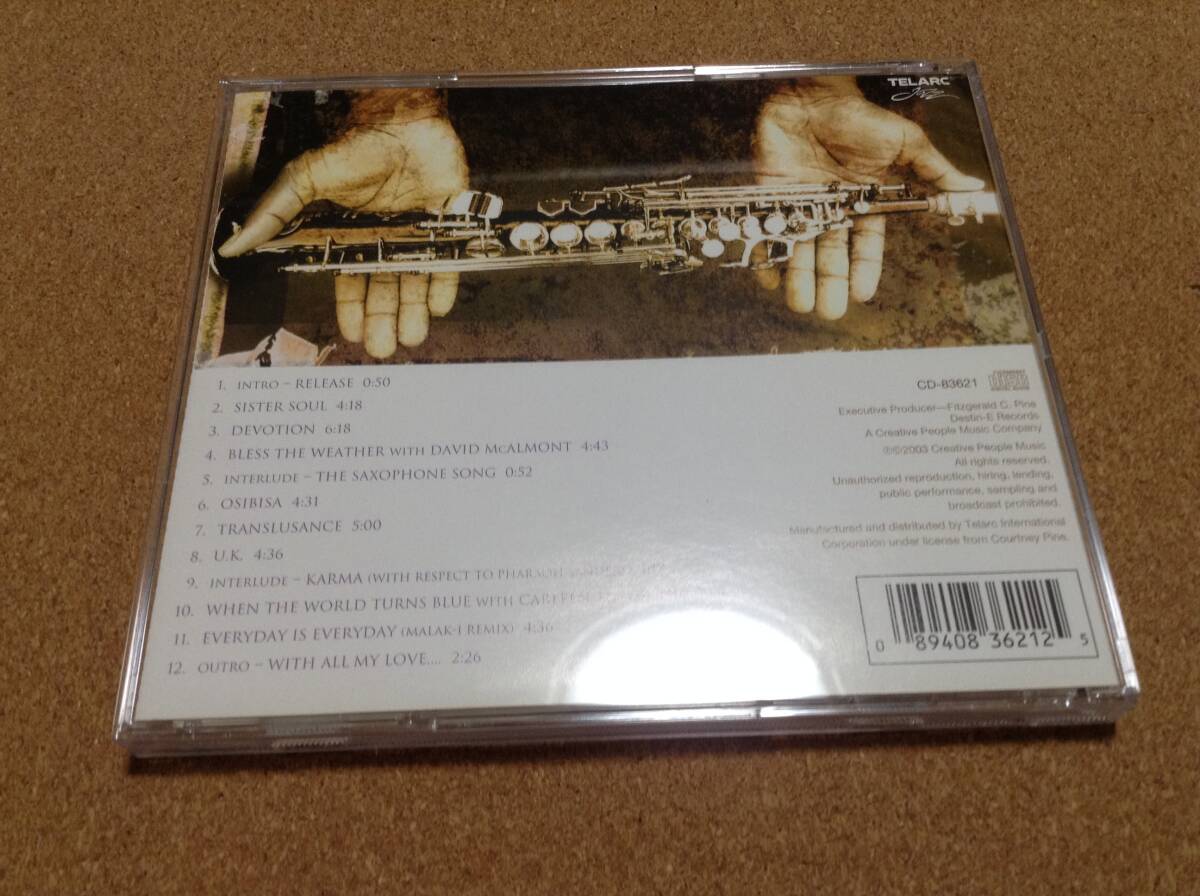 TELARC
Jazz
1. INTRO – RELEASE 0:50
2. SISTER SOUL 4:18
3. DEVOTION 6:18
4. BLESS THE WEATHER WITH DAVID MCALMONT 4:43
5. INTERLUDE – THE SAXOPHONE SONG 0:52
6. OSIBISA 4:31
7. TRANSLUSANCE 5:00
8. U.K. 4:36
9. INTERLUDE – KARMA (WITH RESPECT TO PHARAOH
10. WHEN THE WORLD TURNS BLUE WITH
11. EVERYDAY IS EVERYDAY (MALAK-I REMIX) 4:36
12. OUTRO – WITH ALL MY LOVE.... 2:26
CD-83621
Executive Producer—Fitzgerald C. Pine
Destin-E Records
A Creative People Music Company
℗©2003 Creative People Music
All rights reserved.
Unauthorized reproduction, hiring, lending,
public performance, sampling and
broadcast prohibited.
Manufactured and distributed by Telarc International
Corporation under license from Courtney Pine.
0 89408 36212 5